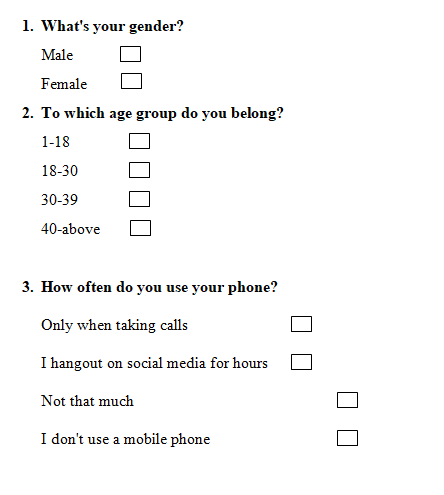 1. What's your gender?
Male
Female
2. To which age group do you belong?
1-18
18-30
30-39
40-above
3. How often do you use your phone?
Only when taking calls
I hangout on social media for hours
Not that much
I don't use a mobile phone